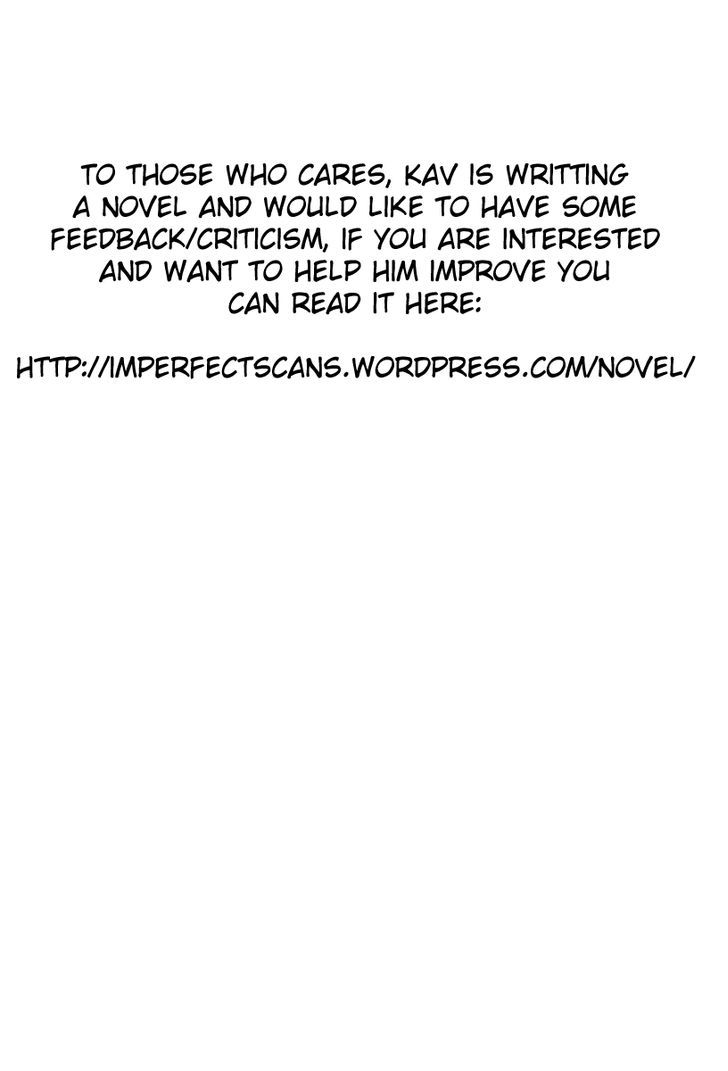 TO THOSE WHO CARES, KAV IS WRITTING
A NOVEL AND WOULD LIKE TO HAVE SOME
FEEDBACK/CRITICISM, IF YOU ARE INTERESTED
AND WANT TO HELP HIM IMPROVE YOU
CAN READ IT HERE:
HTTP://IMPERFECTSCANS.WORDPRESS.COM/NOVEL/